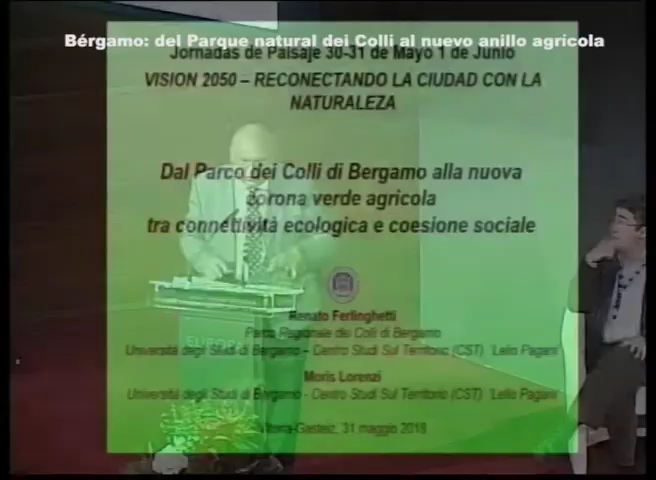 Bérgamo: del Parque natural dei Colli al nuevo anillo agrícola
Jornadas de Paisaje 30-31 de Mayo 1 de Junio
VISION 2050 – RECONECTANDO LA CIUDAD CON LA
NATURALEZA
Dal Parco dei Colli di Bergamo alla nuova
corona verde agricola
tra connettività ecologica e coesione sociale
EUROPA
Renato Ferlinghetti
Parco Regionale dei Colli di Bergamo
Università degli Studi di Bergamo – Centro Studi Sul Territorio (CST) Lelio Pagani
Moris Lorenzi
Università degli Studi di Bergamo - Centro Studi Sul Territorio (CST) Lelio Pagani
Vitoria-Gasteiz, 31 maggio 2018